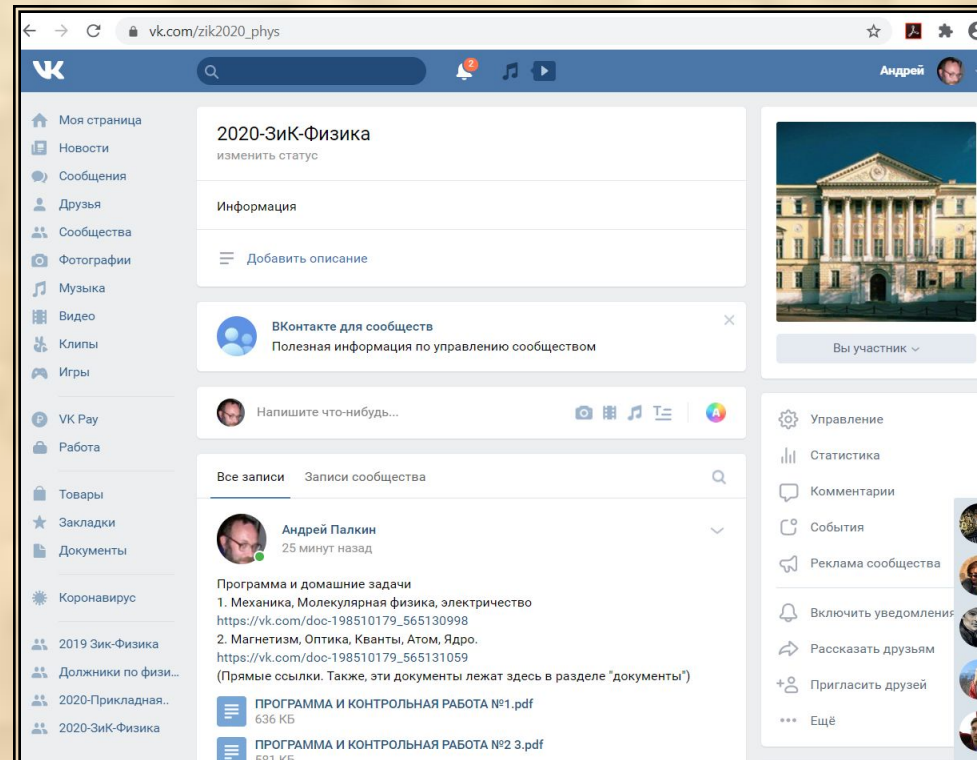 vk.com/zik2020_phys
2
Андрей
Моя страница
Новости
Сообщения
Друзья
Сообщества
Фотографии
Музыка
Видео
Клипы
Игры
VK Pay
Работа
Товары
Закладки
Документы
Коронавирус
2019 Зик-Физика
Должники по физи...
2020-Прикладная..
2020-ЗиК-Физика
2020-ЗиК-Физика
изменить статус
Информация
Добавить описание
ВКонтакте для сообществ
Полезная информация по управлению сообществом
Напишите что-нибудь...
Все записи Записи сообщества
Андрей Палкин
25 минут назад
Программа и домашние задачи
1. Механика, Молекулярная физика, электричество
https://vk.com/doc-198510179_565130998
2. Магнетизм, Оптика, Кванты, Атом, Ядро.
https://vk.com/doc-198510179_565131059
(Прямые ссылки. Также, эти документы лежат здесь в разделе "документы")
ПРОГРАММА И КОНТРОЛЬНАЯ РАБОТА №1.pdf
636 КБ
ПРОГРАММА И КОНТРОЛЬНАЯ РАБОТА №2 3.pdf
581 КБ
Вы участник
Управление
Статистика
Комментарии
События
Реклама сообщества
Включить уведомления
Рассказать друзьям
Пригласить друзей
Ещё